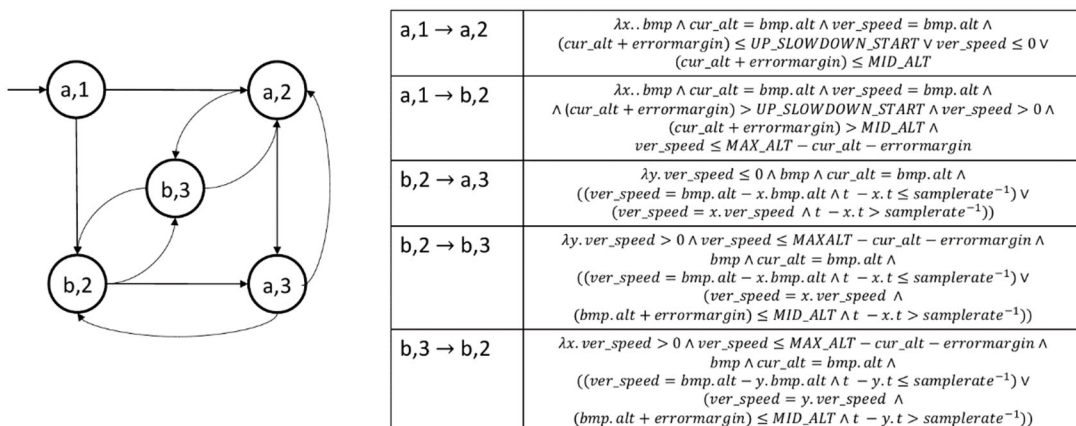 a,1
a,2
b,3
b,2
a,3
a,1 → a,2
λx..bmp ∧ cur_alt = bmp.alt ∧ ver_speed = bmp.alt ∧
(cur_alt + errormargin) ≤ UP_SLOWDOWN_START ∨ ver_speed ≤ 0 ∨
(cur_alt + errormargin) ≤ MID_ALT
a,1 → b,2
λx..bmp ∧ cur_alt = bmp.alt ∧ ver_speed = bmp.alt ∧
∧ (cur_alt + errormargin) > UP_SLOWDOWN_START ∧ ver_speed > 0 ∧
(cur_alt + errormargin) > MID_ALT ∧
ver_speed ≤ MAX_ALT − cur_alt − errormargin
b,2 → a,3
λy.ver_speed ≤ 0 ∧ bmp ∧ cur_alt = bmp.alt ∧
((ver_speed = bmp.alt − x.bmp.alt ∧ t − x.t ≤ samplerate⁻¹) ∨
(ver_speed = x.ver_speed ∧ t − x.t > samplerate⁻¹))
b,2 → b,3
λy.ver_speed > 0 ∧ ver_speed ≤ MAXALT − cur_alt − errormargin ∧
bmp ∧ cur_alt = bmp.alt ∧
((ver_speed = bmp.alt − x.bmp.alt ∧ t − x.t ≤ samplerate⁻¹) ∨
(ver_speed = x.ver_speed ∧
(bmp.alt + errormargin) ≤ MID_ALT ∧ t − x.t > samplerate⁻¹))
b,3 → b,2
λx.ver_speed > 0 ∧ ver_speed ≤ MAX_ALT − cur_alt − errormargin ∧
bmp ∧ cur_alt = bmp.alt ∧
((ver_speed = bmp.alt − y.bmp.alt ∧ t − y.t ≤ samplerate⁻¹) ∨
(ver_speed = y.ver_speed ∧
(bmp.alt + errormargin) ≤ MID_ALT ∧ t − y.t > samplerate⁻¹))